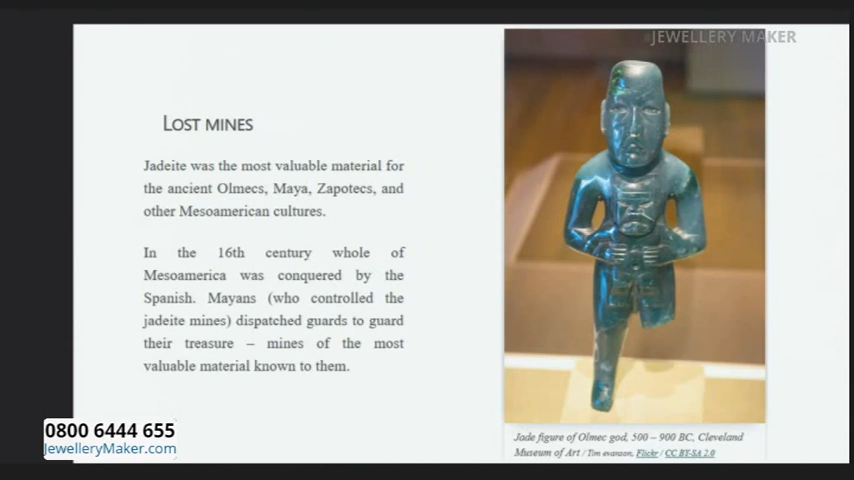 JEWELLERY MAKER
LOST MINES
Jadeite was the most valuable material for
the ancient Olmecs, Maya, Zapotecs, and
other Mesoamerican cultures.
In the 16th century whole of
Mesoamerica was conquered by the
Spanish. Mayans (who controlled the
jadeite mines) dispatched guards to guard
their treasure – mines of the most
valuable material known to them.
Jade figure of Olmec god, 500 – 900 BC, Cleveland
Museum of Art / Tim evanson, Flickr / CC BY-SA 2.0
0800 6444 655
JewelleryMaker.com